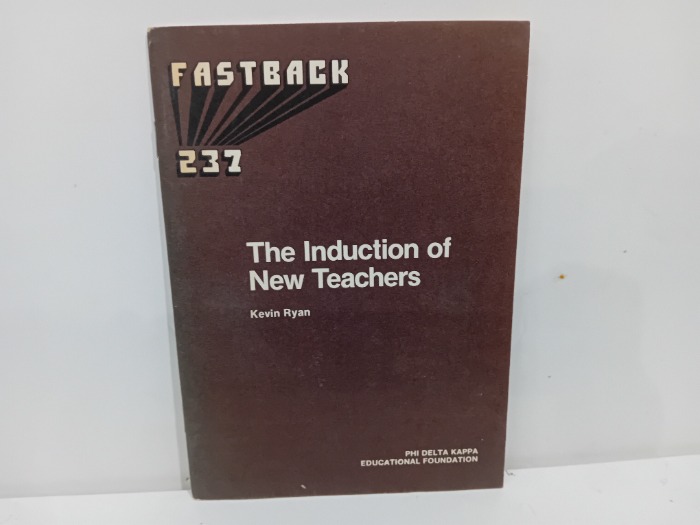 FASTBACK
237
The Induction of
New Teachers
Kevin Ryan
PHI DELTA KAPPA
EDUCATIONAL FOUNDATION